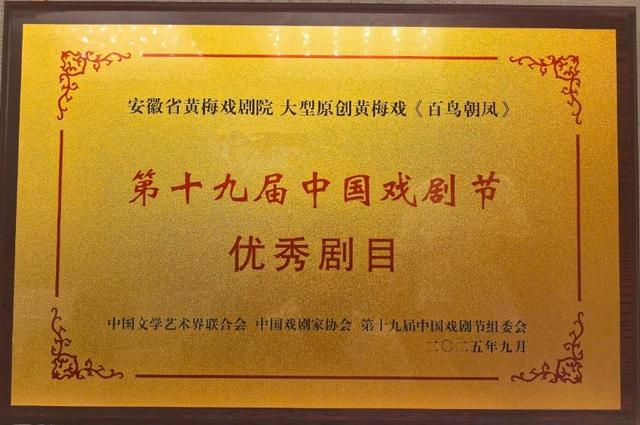 安徽省黄梅戏剧院 大型原创黄梅戏《百鸟朝凤》
第十九届中国戏剧节
优秀剧目
中国文学艺术界联合会 中国戏剧家协会 第十九届中国戏剧节组委会
二〇二五年九月